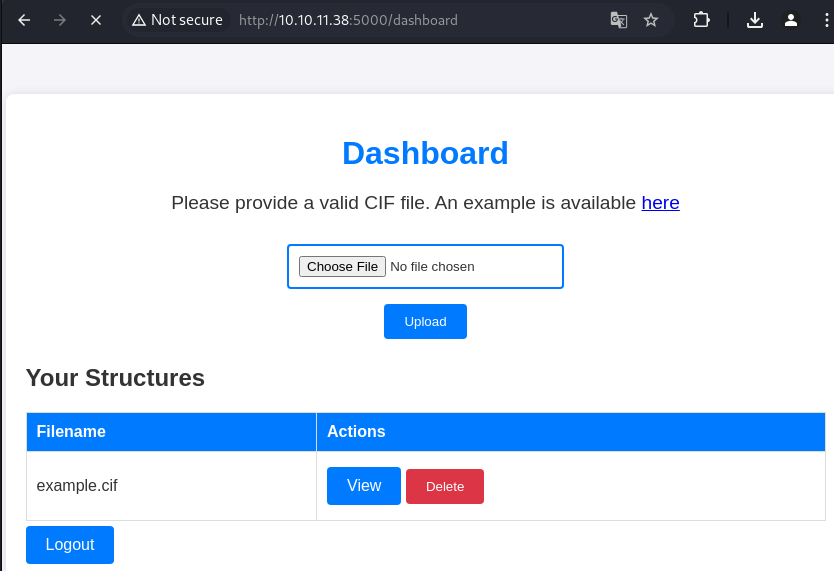 Not secure http://10.10.11.38:5000/dashboard
Dashboard
Please provide a valid CIF file. An example is available here
Choose File No file chosen
Upload
Your Structures
Filename Actions
example.cif View Delete
Logout